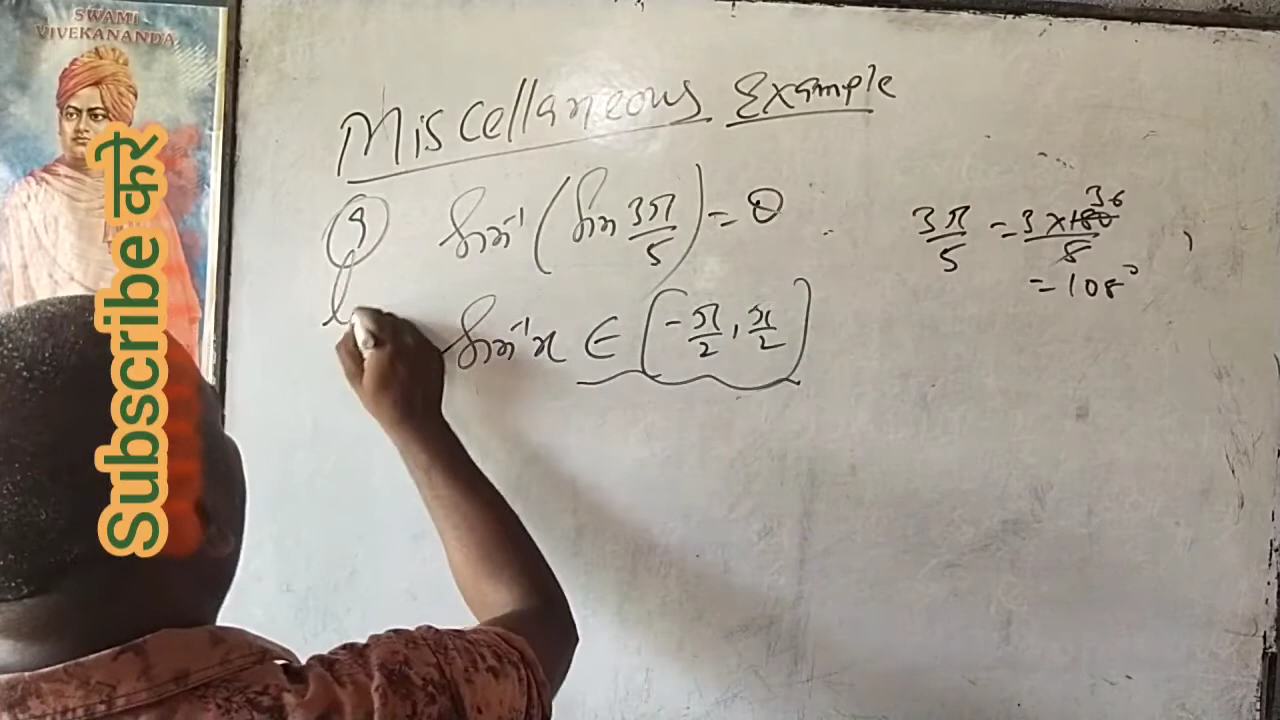 SWAMI
VIVEKANANDA
Subscribe करे
Miscellaneous Example
Q sin⁻¹(sin 3π/5) = θ
sin⁻¹x ∈ [-π/2, π/2]
3π/5 = 3×180/5 36
= 108°